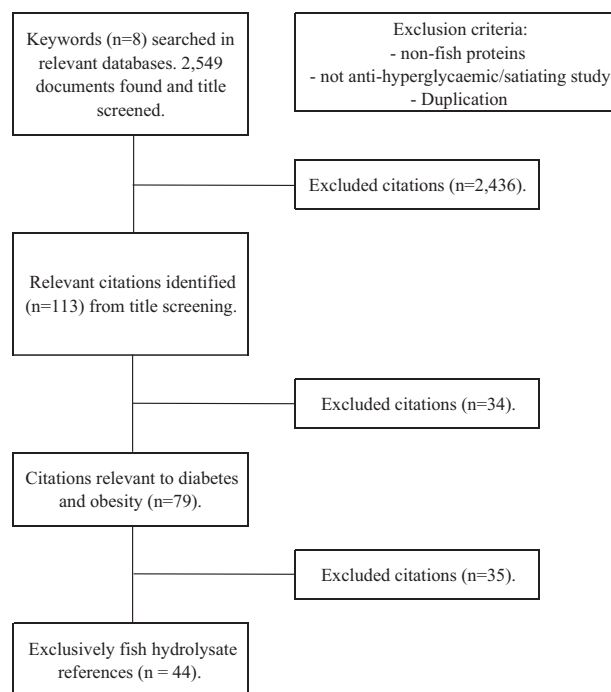 Keywords (n=8) searched in
relevant databases. 2,549
documents found and title
screened.
Exclusion criteria:
- non-fish proteins
- not anti-hyperglycaemic/satiating study
- Duplication
Excluded citations (n=2,436).
Relevant citations identified
(n=113) from title screening.
Excluded citations (n=34).
Citations relevant to diabetes
and obesity (n=79).
Excluded citations (n=35).
Exclusively fish hydrolysate
references (n = 44).